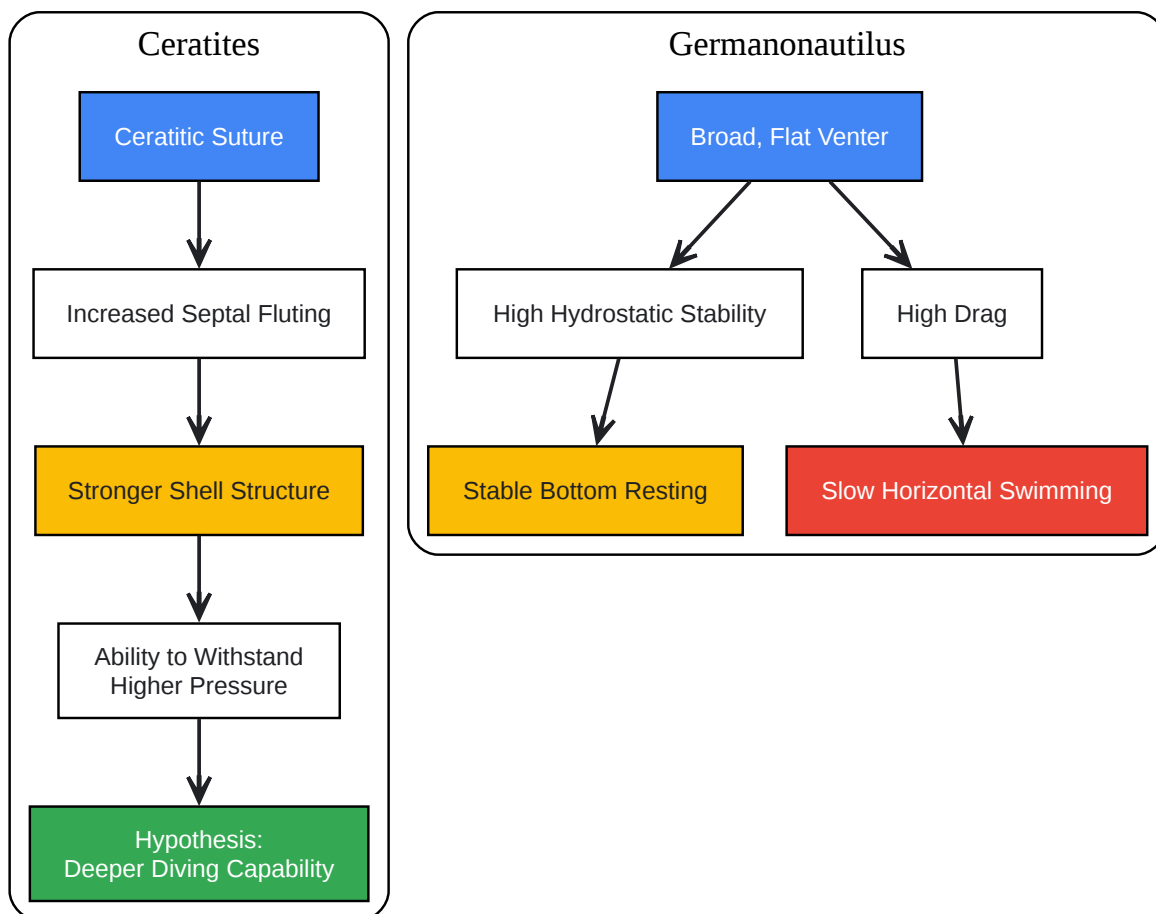 Ceratites
Ceratitic Suture
Increased Septal Fluting
Stronger Shell Structure
Ability to Withstand
Higher Pressure
Hypothesis:
Deeper Diving Capability
Germanonautilus
Broad, Flat Venter
High Hydrostatic Stability
High Drag
Stable Bottom Resting
Slow Horizontal Swimming